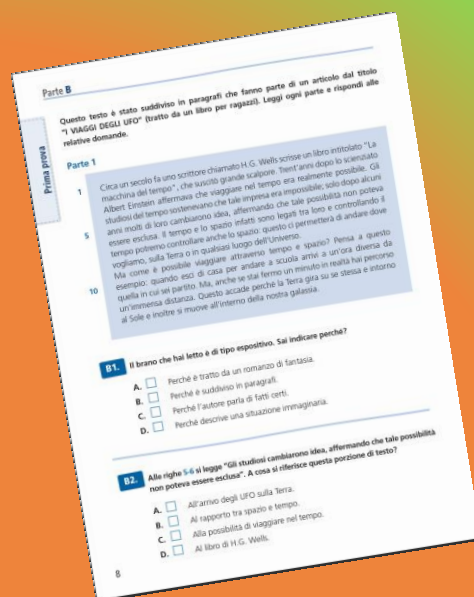 Parte B
Prima prova
Questo testo è stato suddiviso in paragrafi che fanno parte di un articolo dal titolo
"I VIAGGI DEGLI UFO" (tratto da un libro per ragazzi). Leggi ogni parte e rispondi alle
relative domande.
Parte 1
1 Circa un secolo fa uno scrittore chiamato H.G. Wells scrisse un libro intitolato "La
macchina del tempo", che suscitò grande scalpore. Trent'anni dopo lo scienziato
Albert Einstein affermava che viaggiare nel tempo era realmente possibile. Gli
studiosi del tempo sostenevano che tale impresa era impossibile; solo dopo alcuni
5 anni molti di loro cambiarono idea, affermando che tale possibilità non poteva
essere esclusa. Il tempo e lo spazio infatti sono legati tra loro e controllando il
tempo potremo controllare anche lo spazio: questo ci permetterà di andare dove
vogliamo, sulla Terra o in qualsiasi luogo dell'Universo.
Ma come è possibile viaggiare attraverso tempo e spazio? Pensa a questo
10 esempio: quando esci di casa per andare a scuola arrivi a un'ora diversa da
quella in cui sei partito. Ma, anche se stai fermo un minuto in realtà hai percorso
un'immensa distanza. Questo accade perché la Terra gira su se stessa e intorno
al Sole e inoltre si muove all'interno della nostra galassia.
B1. Il brano che hai letto è di tipo espositivo. Sai indicare perché?
A. Perché è tratto da un romanzo di fantasia.
B. Perché è suddiviso in paragrafi.
C. Perché l'autore parla di fatti certi.
D. Perché descrive una situazione immaginaria.
B2. Alle righe 5-6 si legge "Gli studiosi cambiarono idea, affermando che tale possibilità
non poteva essere esclusa". A cosa si riferisce questa porzione di testo?
A. All'arrivo degli UFO sulla Terra.
B. Al rapporto tra spazio e tempo.
C. Alla possibilità di viaggiare nel tempo.
D. Al libro di H.G. Wells.
8